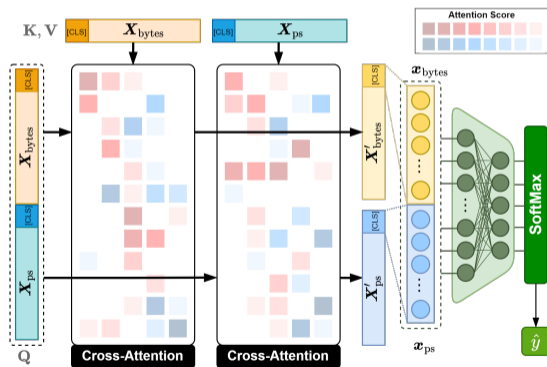 K, V
[CLS] X_bytes
[CLS] X_ps
Attention Score
[CLS]
X_bytes
[CLS]
X_ps
Q
Cross-Attention
Cross-Attention
[CLS]
X'_bytes
[CLS]
X'_ps
x_bytes
...
...
x_ps
...
SoftMax
ŷ